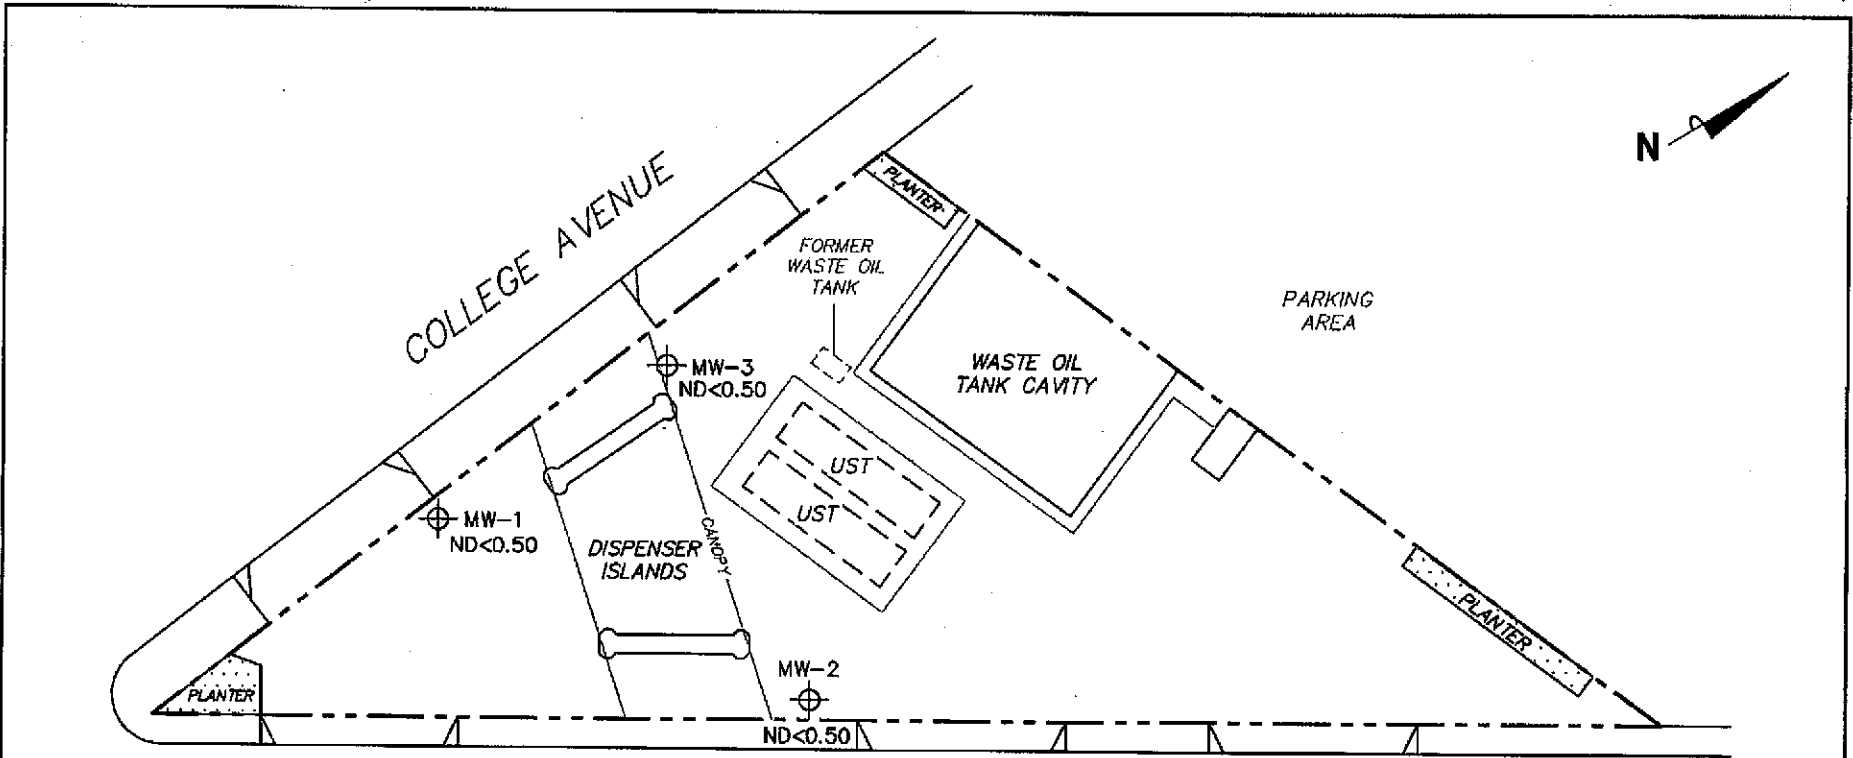 N
COLLEGE AVENUE
PLANTER
FORMER
WASTE OIL
TANK
PARKING
AREA
WASTE OIL
TANK CAVITY
MW-3
ND<0.50
UST
UST
MW-1
ND<0.50
CANOPY
DISPENSER
ISLANDS
PLANTER
MW-2
PLANTER
ND<0.50